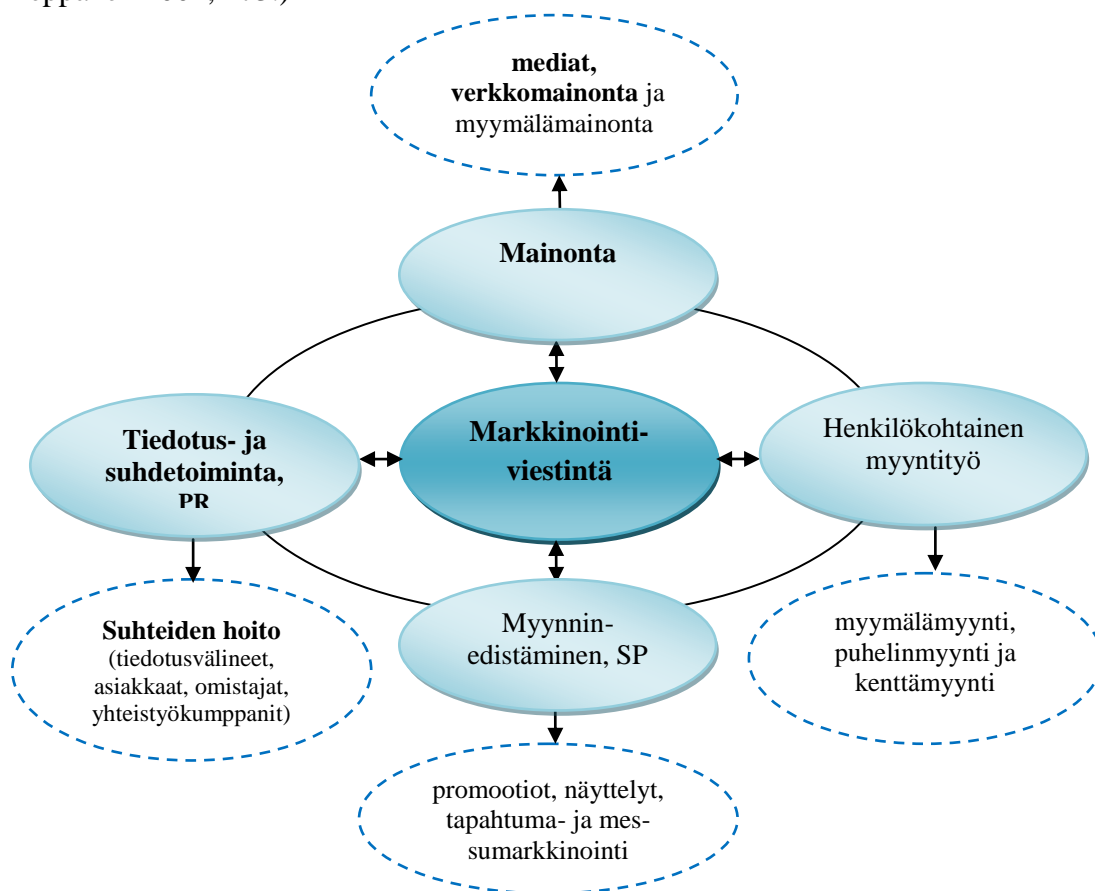 mediat,
verkkomainonta ja
myymälämainonta
Mainonta
Tiedotus- ja
suhdetoiminta,
PR
Markkinointi-
viestintä
Henkilökohtainen
myyntityö
Suhteiden hoito
(tiedotusvälineet,
asiakkaat, omistajat,
yhteistyökumppanit)
Myynnin-
edistäminen, SP
myymälämyynti,
puhelinmyynti ja
kenttämyynti
promootiot, näyttelyt,
tapahtuma- ja mes-
sumarkkinointi